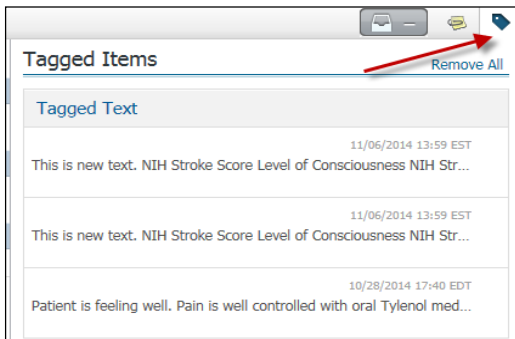 Tagged Items
Remove All
Tagged Text
11/06/2014 13:59 EST
This is new text. NIH Stroke Score Level of Consciousness NIH Str...
11/06/2014 13:59 EST
This is new text. NIH Stroke Score Level of Consciousness NIH Str...
10/28/2014 17:40 EDT
Patient is feeling well. Pain is well controlled with oral Tylenol med...